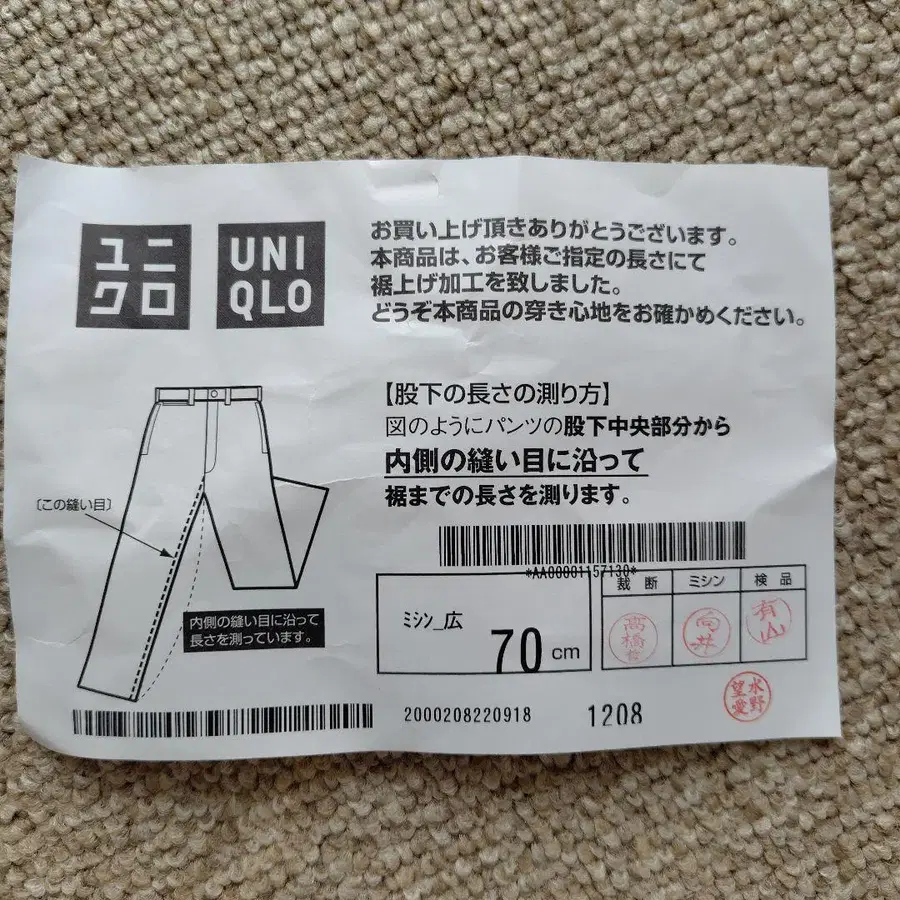 ユニ
クロ
UNI
QLO
お買い上げ頂きありがとうございます。
本商品は、お客様ご指定の長さにて
裾上げ加工を致しました。
どうぞ本商品の穿き心地をお確かめください。
【股下の長さの測り方】
図のようにパンツの股下中央部分から
内側の縫い目に沿って
裾までの長さを測ります。
〔この縫い目〕
内側の縫い目に沿って
長さを測っています。
*AA00001157130*
ミシン_広
70 cm
裁断 ミシン 検品
高橋 向井 有山
水野
望愛
2000208220918 1208